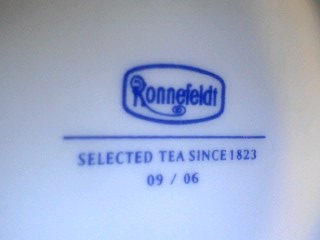 Ronnefeldt
SELECTED TEA SINCE 1823
09 / 06